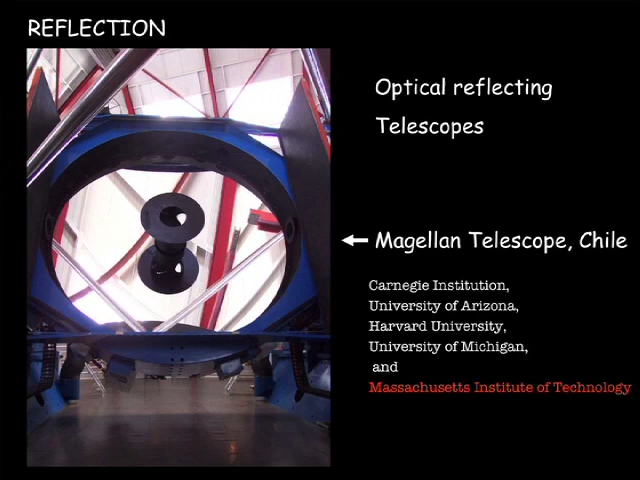 REFLECTION
Optical reflecting
Telescopes
Magellan Telescope, Chile
Carnegie Institution,
University of Arizona,
Harvard University,
University of Michigan,
and
Massachusetts Institute of Technology